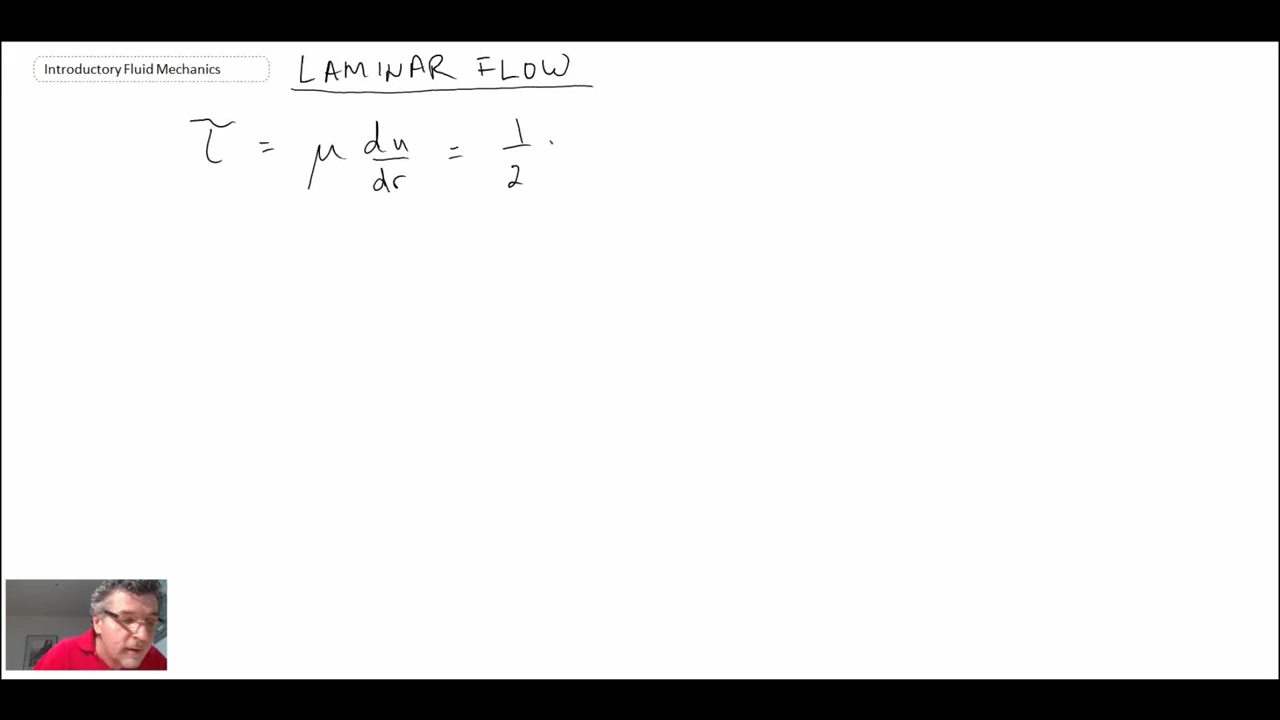 Introductory Fluid Mechanics
LAMINAR FLOW
τ = μ du/dr = 1/2